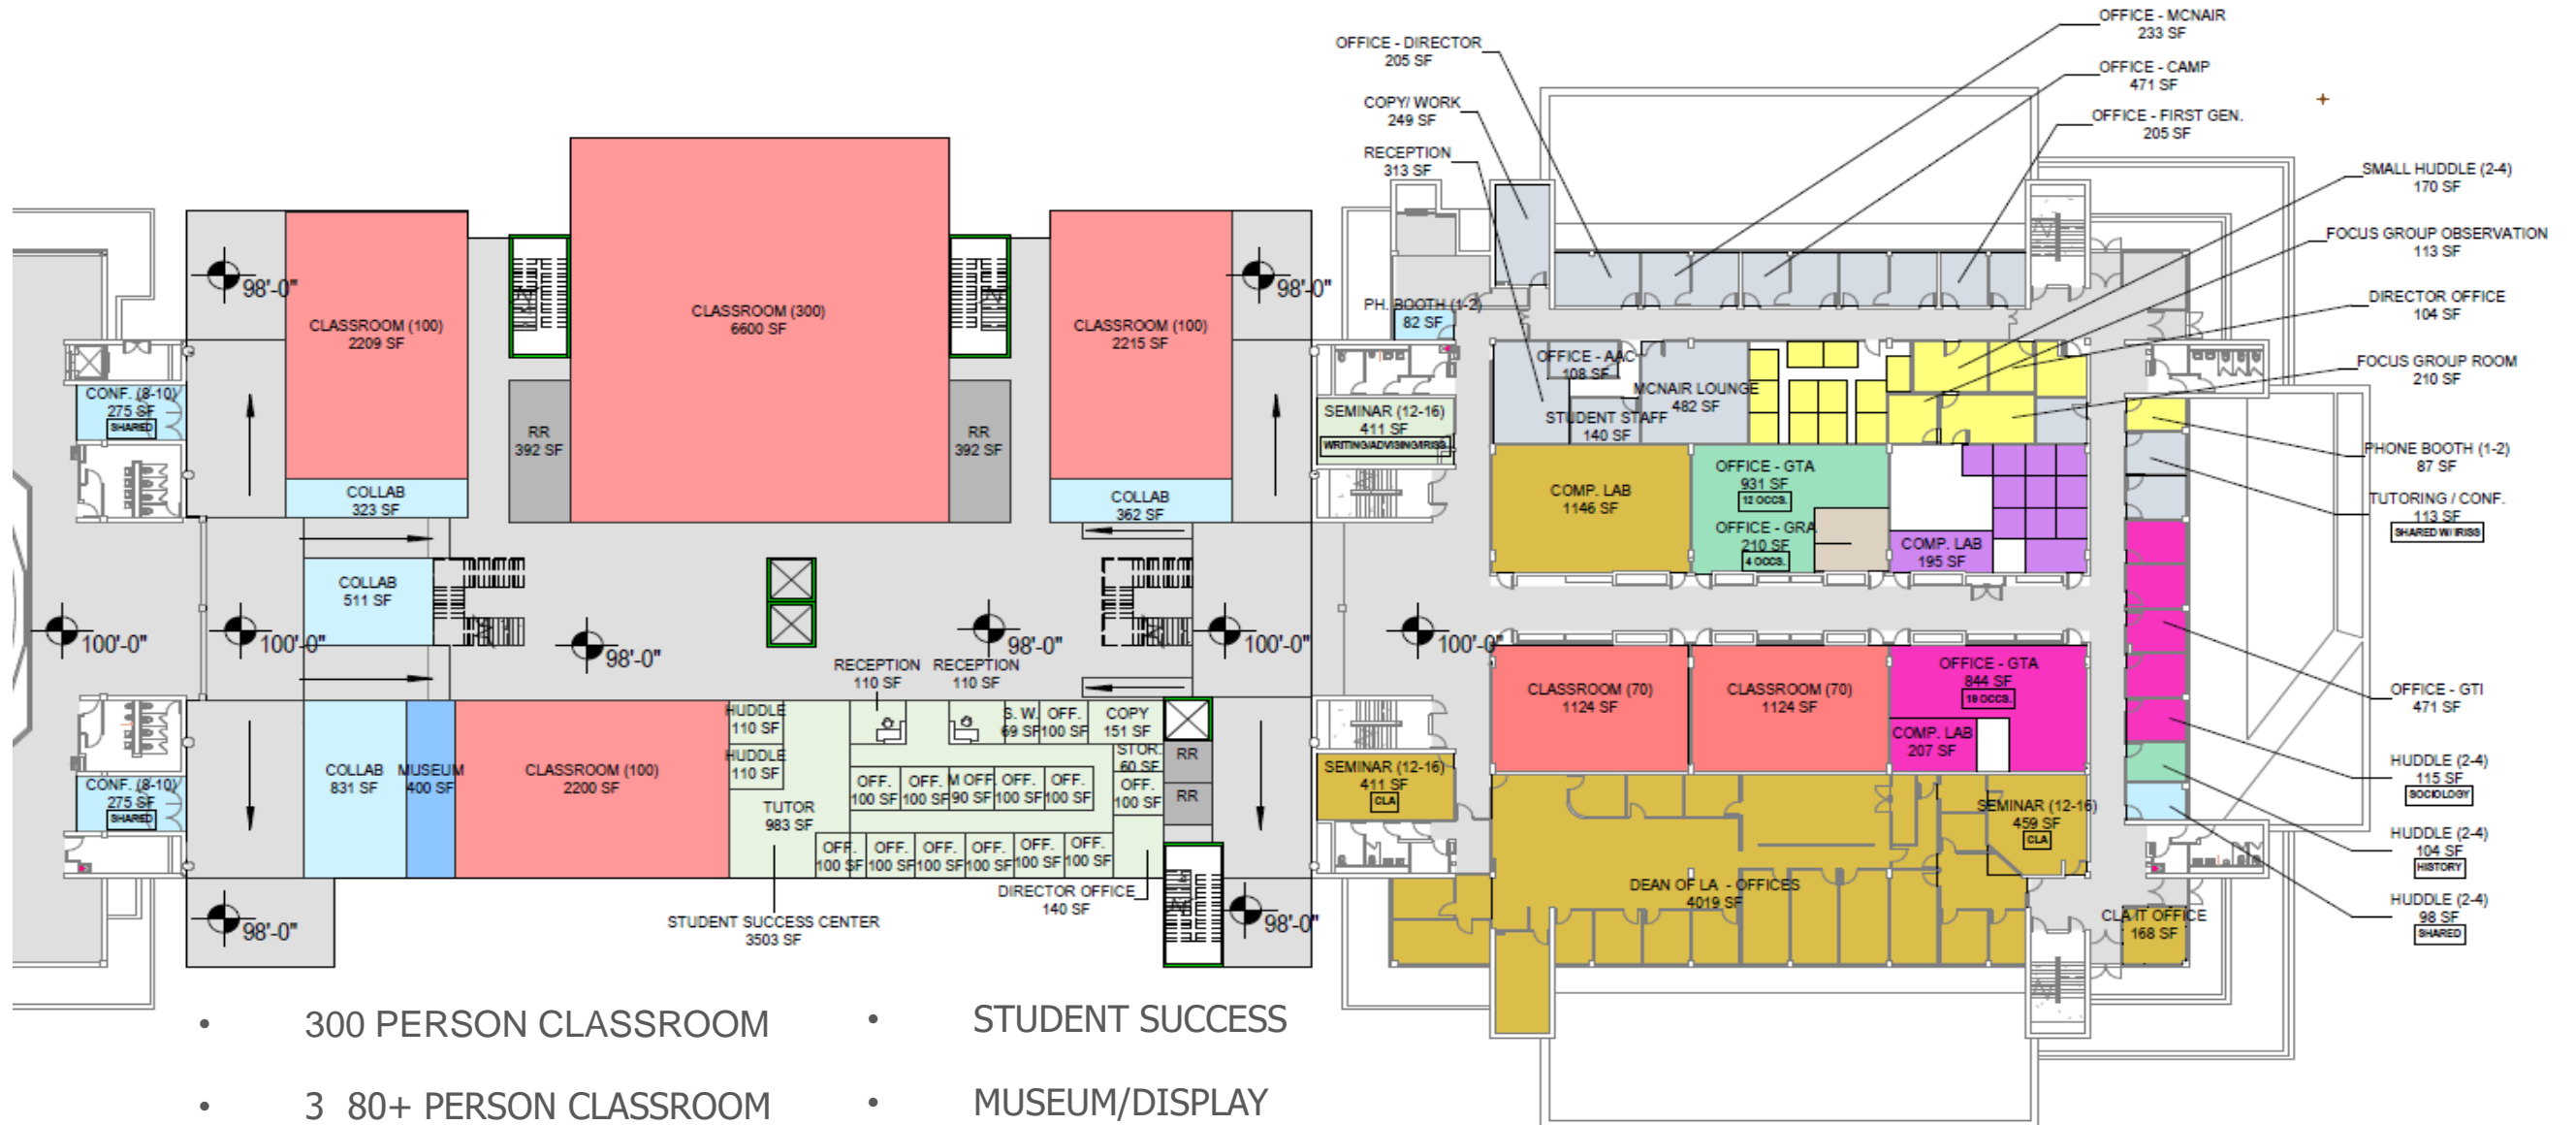 OFFICE - MCNAIR
233 SF
OFFICE - DIRECTOR
205 SF
OFFICE - CAMP
471 SF
COPY/ WORK
249 SF
OFFICE - FIRST GEN.
205 SF
RECEPTION
313 SF
SMALL HUDDLE (2-4)
170 SF
FOCUS GROUP OBSERVATION
113 SF
DIRECTOR OFFICE
104 SF
FOCUS GROUP ROOM
210 SF
PHONE BOOTH (1-2)
87 SF
TUTORING / CONF.
113 SF
SHARED W/ IRISS
OFFICE - GTI
471 SF
HUDDLE (2-4)
115 SF
SOCIOLOGY
HUDDLE (2-4)
104 SF
HISTORY
HUDDLE (2-4)
98 SF
SHARED
98'-0"
CLASSROOM (100)
2209 SF
CLASSROOM (300)
6600 SF
CLASSROOM (100)
2215 SF
98'-0"
CONF. (8-10)
275 SF
SHARED
RR
392 SF
RR
392 SF
COLLAB
323 SF
COLLAB
362 SF
COLLAB
511 SF
100'-0"
100'-0"
98'-0"
98'-0"
100'-0"
100'-0"
RECEPTION
110 SF
RECEPTION
110 SF
CONF. (8-10)
275 SF
SHARED
COLLAB
831 SF
MUSEUM
400 SF
CLASSROOM (100)
2200 SF
HUDDLE
110 SF
HUDDLE
110 SF
TUTOR
983 SF
S. W.
69 SF
OFF.
100 SF
COPY
151 SF
STOR.
60 SF
RR
RR
OFF.
100 SF
OFF.
100 SF
M OFF.
90 SF
OFF.
100 SF
OFF.
100 SF
OFF.
100 SF
OFF.
100 SF
OFF.
100 SF
OFF.
100 SF
OFF.
100 SF
OFF.
100 SF
OFF.
100 SF
DIRECTOR OFFICE
140 SF
STUDENT SUCCESS CENTER
3503 SF
98'-0"
98'-0"
PH. BOOTH (1-2)
82 SF
SEMINAR (12-16)
411 SF
WRITING/ADVISING/IRISS
OFFICE - AAC
108 SF
MCNAIR LOUNGE
482 SF
STUDENT STAFF
140 SF
COMP. LAB
1146 SF
OFFICE - GTA
931 SF
12 OCCS.
OFFICE - GRA
210 SF
4 OCCS.
COMP. LAB
195 SF
CLASSROOM (70)
1124 SF
CLASSROOM (70)
1124 SF
OFFICE - GTA
844 SF
19 OCCS.
COMP. LAB
207 SF
SEMINAR (12-16)
411 SF
CLA
SEMINAR (12-16)
459 SF
CLA
DEAN OF LA - OFFICES
4019 SF
CLA IT OFFICE
168 SF
• 300 PERSON CLASSROOM
• 3 80+ PERSON CLASSROOM
• STUDENT SUCCESS
• MUSEUM/DISPLAY